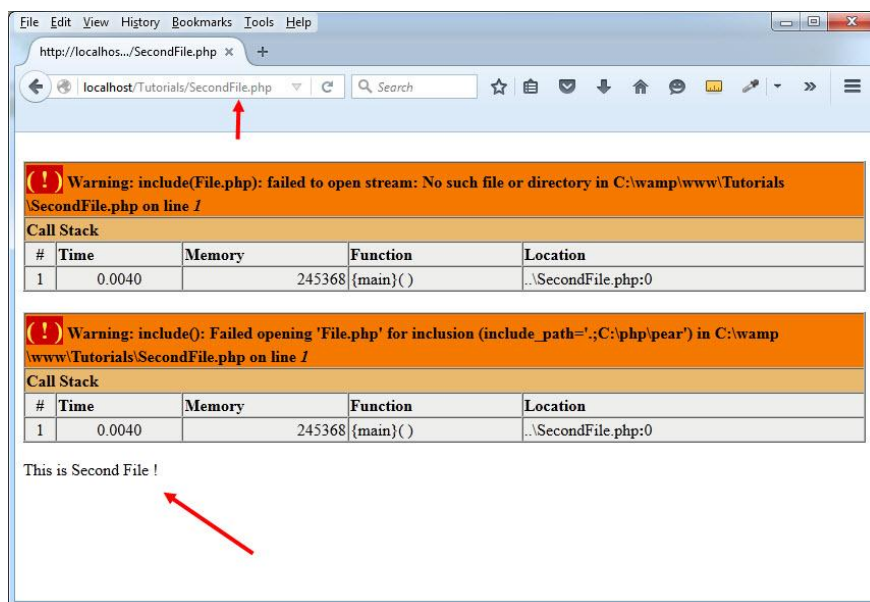 File Edit View History Bookmarks Tools Help
http://localhos.../SecondFile.php × +
localhost/Tutorials/SecondFile.php Search
(!) Warning: include(File.php): failed to open stream: No such file or directory in C:\wamp\www\Tutorials
\SecondFile.php on line 1
Call Stack
# Time Memory Function Location
1 0.0040 245368 {main}( ) ..\SecondFile.php:0
(!) Warning: include(): Failed opening 'File.php' for inclusion (include_path='.;C:\php\pear') in C:\wamp
\www\Tutorials\SecondFile.php on line 1
Call Stack
# Time Memory Function Location
1 0.0040 245368 {main}( ) ..\SecondFile.php:0
This is Second File !